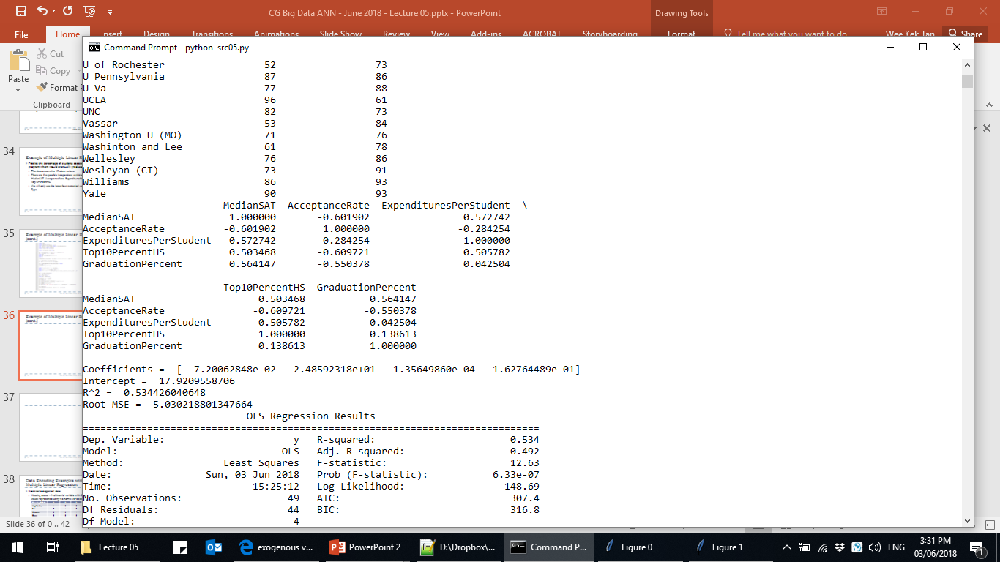 CG Big Data ANN - June 2018 - Lecture 05.pptx - PowerPoint
Drawing Tools
File Home Insert Design Transitions Animations Slide Show Review View Add-ins ACROBAT Storyboarding Format Tell me what you want to do Wee Kek Tan Share
Command Prompt - python src05.py
Cut
Copy
Paste
Format
Clipboard
U of Rochester 52 73
U Pennsylvania 87 86
U Va 77 88
UCLA 96 61
UNC 82 73
Vassar 53 84
Washington U (MO) 71 76
Washinton and Lee 61 78
Wellesley 76 86
Wesleyan (CT) 73 91
Williams 86 93
Yale 90 93
MedianSAT AcceptanceRate ExpendituresPerStudent \
MedianSAT 1.000000 -0.601902 0.572742
AcceptanceRate -0.601902 1.000000 -0.284254
ExpendituresPerStudent 0.572742 -0.284254 1.000000
Top10PercentHS 0.503468 -0.609721 0.505782
GraduationPercent 0.564147 -0.550378 0.042504
Top10PercentHS GraduationPercent
MedianSAT 0.503468 0.564147
AcceptanceRate -0.609721 -0.550378
ExpendituresPerStudent 0.505782 0.042504
Top10PercentHS 1.000000 0.138613
GraduationPercent 0.138613 1.000000
Coefficients = [ 7.20062848e-02 -2.48592318e+01 -1.35649860e-04 -1.62764489e-01]
Intercept = 17.9209558706
R^2 = 0.534426040648
Root MSE = 5.030218801347664
OLS Regression Results
==============================================================================
Dep. Variable: y R-squared: 0.534
Model: OLS Adj. R-squared: 0.492
Method: Least Squares F-statistic: 12.63
Date: Sun, 03 Jun 2018 Prob (F-statistic): 6.33e-07
Time: 15:25:12 Log-Likelihood: -148.69
No. Observations: 49 AIC: 307.4
Df Residuals: 44 BIC: 316.8
Df Model: 4
34
Example of Multiple Linear R
35
Example of Multiple Linear R
(cont.)
36
Example of Multiple Linear R
(cont.)
37
38
Data Encoding Examples with
Multiple Linear Regression
Slide 36 of 0 .. 42
Lecture 05
exogenous v...
PowerPoint 2
D:\Dropbox\...
Command P...
Figure 0
Figure 1
ENG
3:31 PM
03/06/2018
1